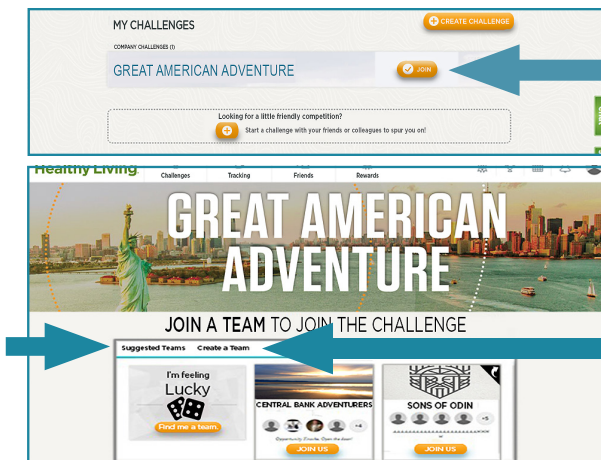 MY CHALLENGES
CREATE CHALLENGE
COMPANY CHALLENGES (1)
GREAT AMERICAN ADVENTURE
JOIN
Looking for a little friendly competition?
Start a challenge with your friends or colleagues to spur you on!
Healthy Living
Challenges Tracking Friends Rewards
GREAT AMERICAN
ADVENTURE
JOIN A TEAM TO JOIN THE CHALLENGE
Suggested Teams Create a Team
I'm feeling
Lucky
Find me a team.
CENTRAL BANK ADVENTURERS
+4
JOIN US
SONS OF ODIN
+5
JOIN US